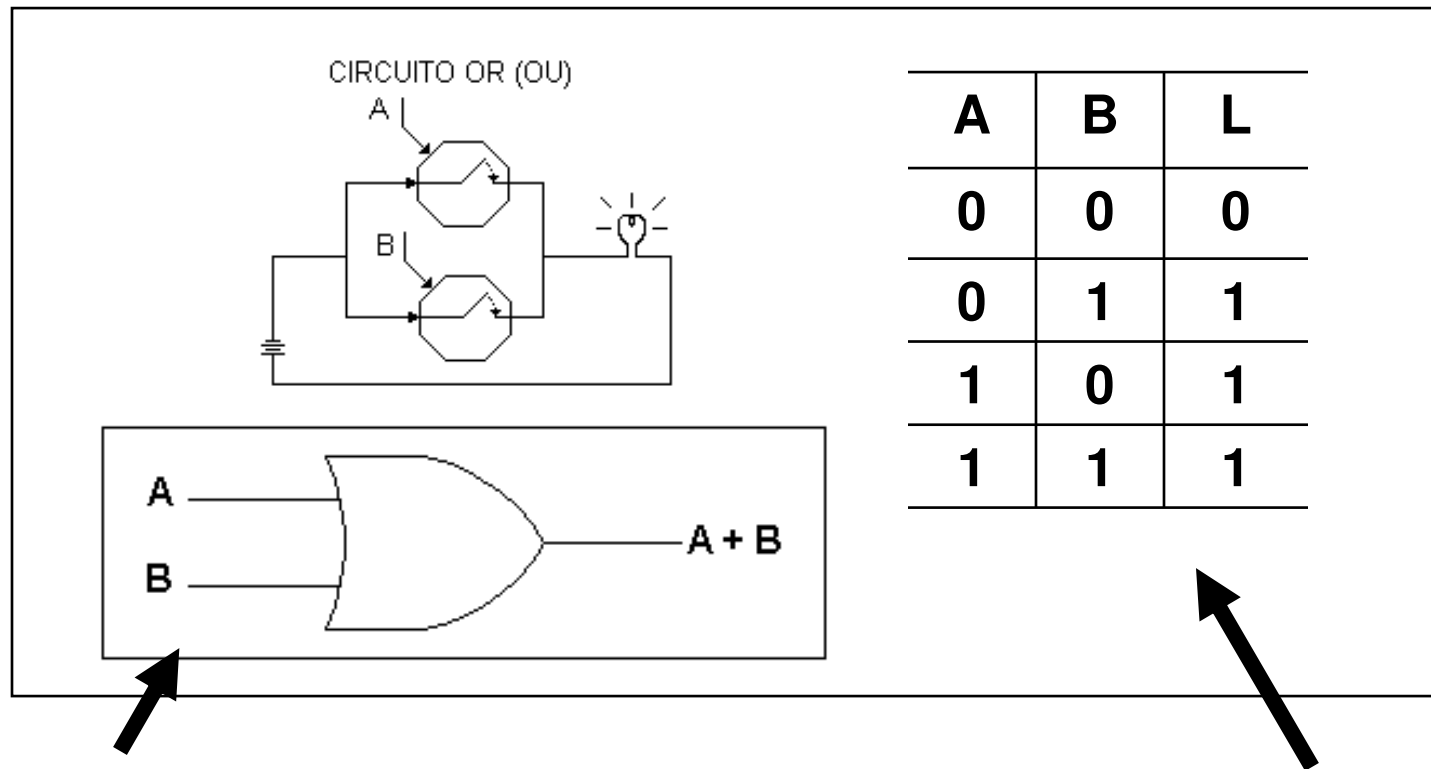 CIRCUITO OR (OU)
A
B
A
B
A + B
A B L
0 0 0
0 1 1
1 0 1
1 1 1